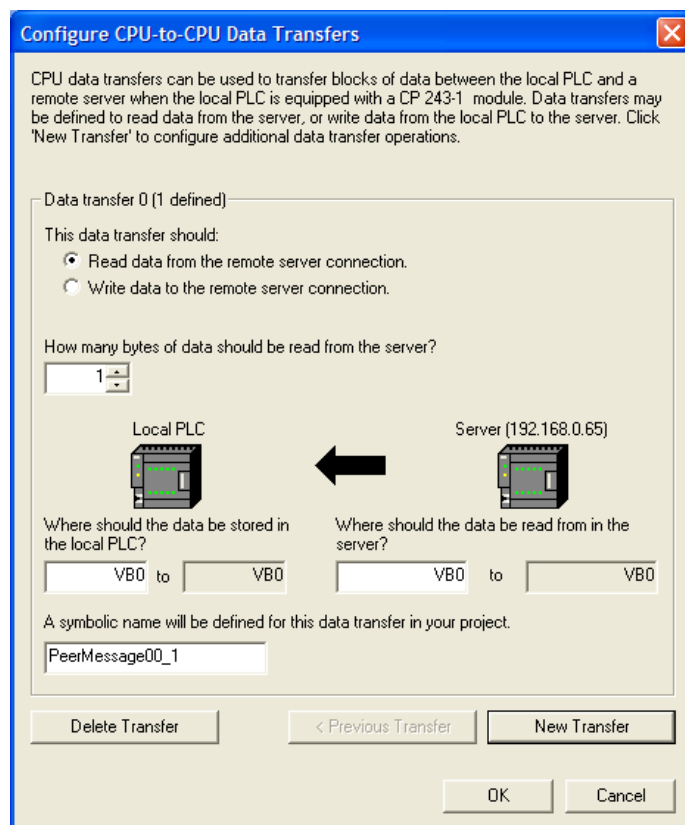 Configure CPU-to-CPU Data Transfers
CPU data transfers can be used to transfer blocks of data between the local PLC and a
remote server when the local PLC is equipped with a CP 243-1 module. Data transfers may
be defined to read data from the server, or write data from the local PLC to the server. Click
'New Transfer' to configure additional data transfer operations.
Data transfer 0 (1 defined)
This data transfer should:
Read data from the remote server connection.
Write data to the remote server connection.
How many bytes of data should be read from the server?
1
Local PLC
Server (192.168.0.65)
Where should the data be stored in
the local PLC?
VB0 to VB0
Where should the data be read from in the
server?
VB0 to VB0
A symbolic name will be defined for this data transfer in your project.
PeerMessage00_1
Delete Transfer
< Previous Transfer
New Transfer
OK
Cancel